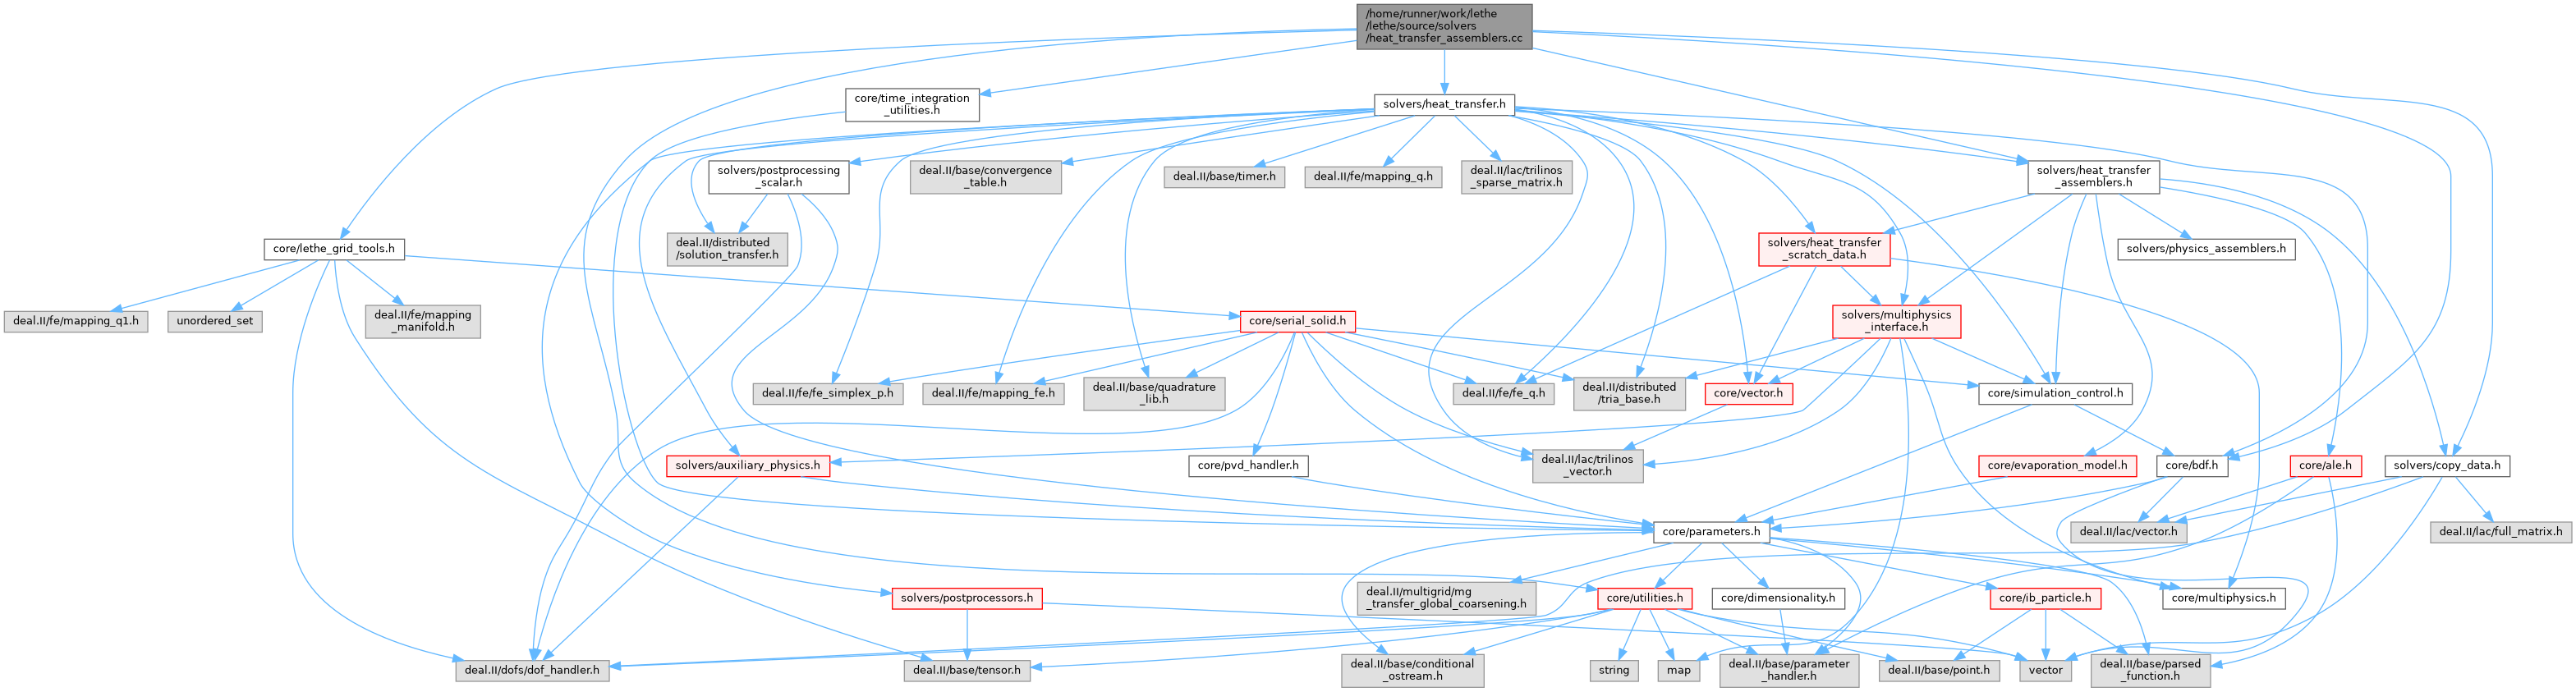 /home/runner/work/lethe
/lethe/source/solvers
/heat_transfer_assemblers.cc
core/time_integration
_utilities.h
solvers/heat_transfer.h
solvers/postprocessing
_scalar.h
deal.II/base/convergence
_table.h
deal.II/base/timer.h
deal.II/fe/mapping_q.h
deal.II/lac/trilinos
_sparse_matrix.h
solvers/heat_transfer
_assemblers.h
core/lethe_grid_tools.h
deal.II/distributed
/solution_transfer.h
solvers/heat_transfer
_scratch_data.h
solvers/physics_assemblers.h
deal.II/fe/mapping_q1.h
unordered_set
deal.II/fe/mapping
_manifold.h
core/serial_solid.h
solvers/multiphysics
_interface.h
deal.II/fe/fe_simplex_p.h
deal.II/fe/mapping_fe.h
deal.II/base/quadrature
_lib.h
deal.II/fe/fe_q.h
deal.II/distributed
/tria_base.h
core/vector.h
core/simulation_control.h
solvers/auxiliary_physics.h
core/pvd_handler.h
deal.II/lac/trilinos
_vector.h
core/evaporation_model.h
core/bdf.h
core/ale.h
solvers/copy_data.h
core/parameters.h
deal.II/lac/vector.h
deal.II/lac/full_matrix.h
solvers/postprocessors.h
deal.II/multigrid/mg
_transfer_global_coarsening.h
core/utilities.h
core/dimensionality.h
core/ib_particle.h
core/multiphysics.h
deal.II/dofs/dof_handler.h
deal.II/base/tensor.h
deal.II/base/conditional
_ostream.h
string
map
deal.II/base/parameter
_handler.h
deal.II/base/point.h
vector
deal.II/base/parsed
_function.h